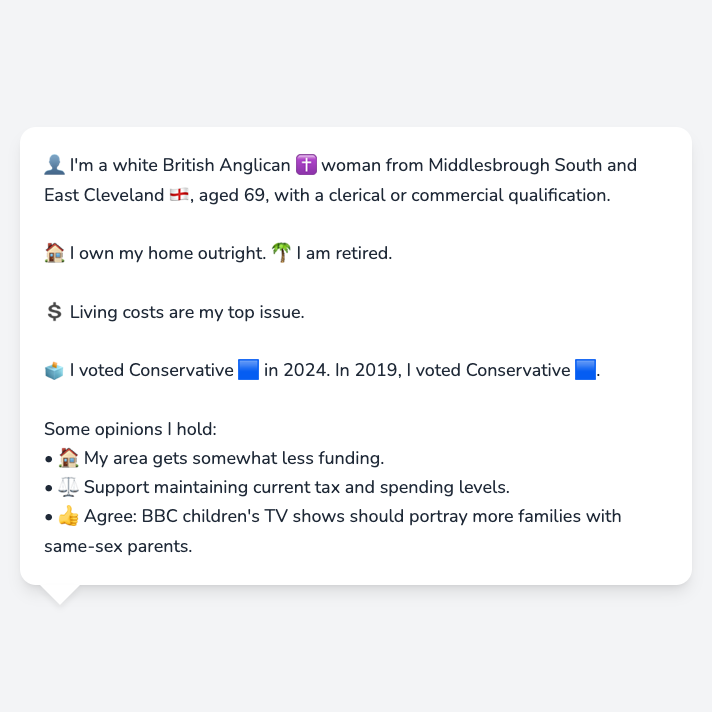 👤 I'm a white British Anglican ✝️ woman from Middlesbrough South and
East Cleveland 🏴󠁧󠁢󠁥󠁮󠁧󠁿, aged 69, with a clerical or commercial qualification.
🏠 I own my home outright. 🌴 I am retired.
💲 Living costs are my top issue.
🗳️ I voted Conservative 🟦 in 2024. In 2019, I voted Conservative 🟦.
Some opinions I hold:
• 🏠 My area gets somewhat less funding.
• ⚖️ Support maintaining current tax and spending levels.
• 👍 Agree: BBC children's TV shows should portray more families with
same-sex parents.